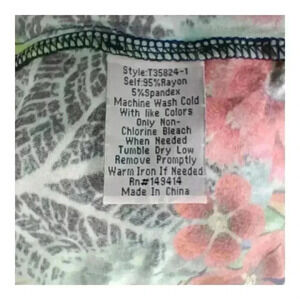 Style:T35824-1
Self:95%Rayon
5%Spandex
Machine Wash Cold
With like Colors
Only Non-
Chlorine Bleach
When Needed
Tumble Dry Low
Remove Promptly
Warm Iron If Needed
Rn#149414
Made In China